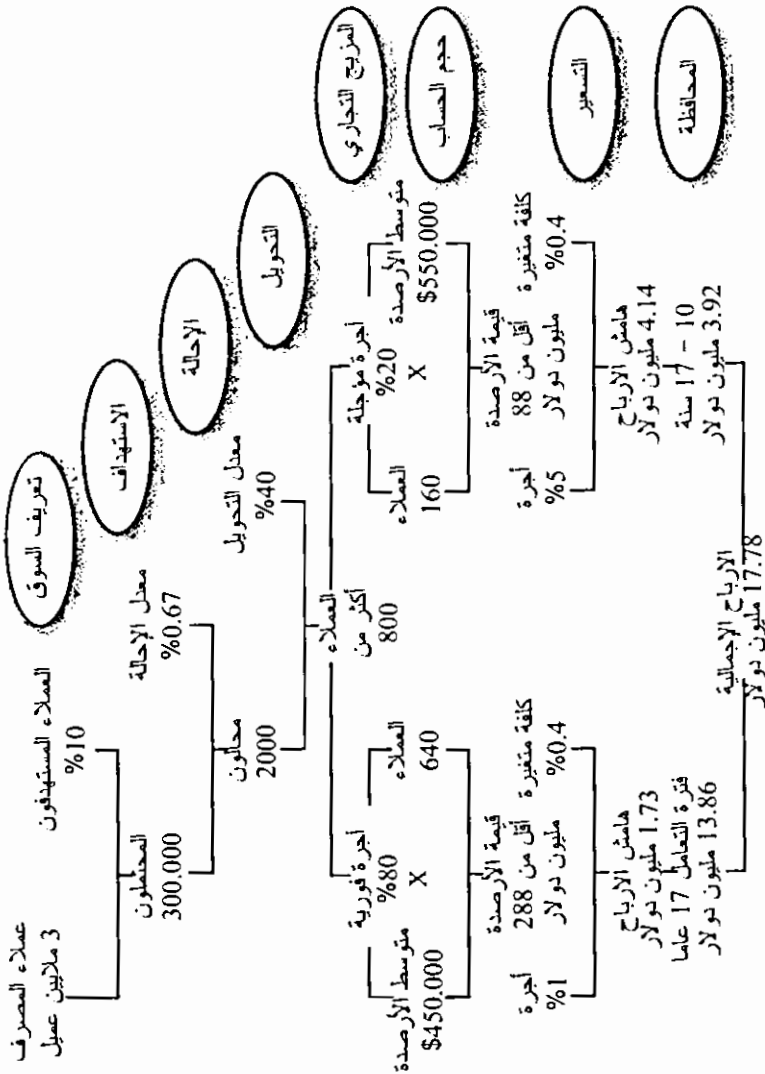 تعريف السوق
الاستهداف
الإحالة
التحويل
المزيج التجاري
حجم الحساب
التسعير
المحافظة
عملاء المصرف
3 ملايين عميل
العملاء المستهدفون
%10
المحتملون
300.000
معدل الإحالة
%0.67
محالون
2000
معدل التحويل
%40
العملاء
أكثر من
800
أجرة فورية
%80
X
متوسط الأرصدة
$450.000
العملاء
640
أجرة مؤجلة
%20
X
العملاء
160
متوسط الأرصدة
$550.000
قيمة الأرصدة
أقل من 288
مليون دولار
أجرة
%1
كلفة متغيرة
%0.4
قيمة الأرصدة
أقل من 88
مليون دولار
أجرة
%5
كلفة متغيرة
%0.4
هامش الارباح
1.73 مليون دولار
فترة التعامل 17 عاما
13.86 مليون دولار
هامش الارباح
4.14 مليون دولار
10 – 17 سنة
3.92 مليون دولار
الارباح الإجمالية
17.78 مليون دولار